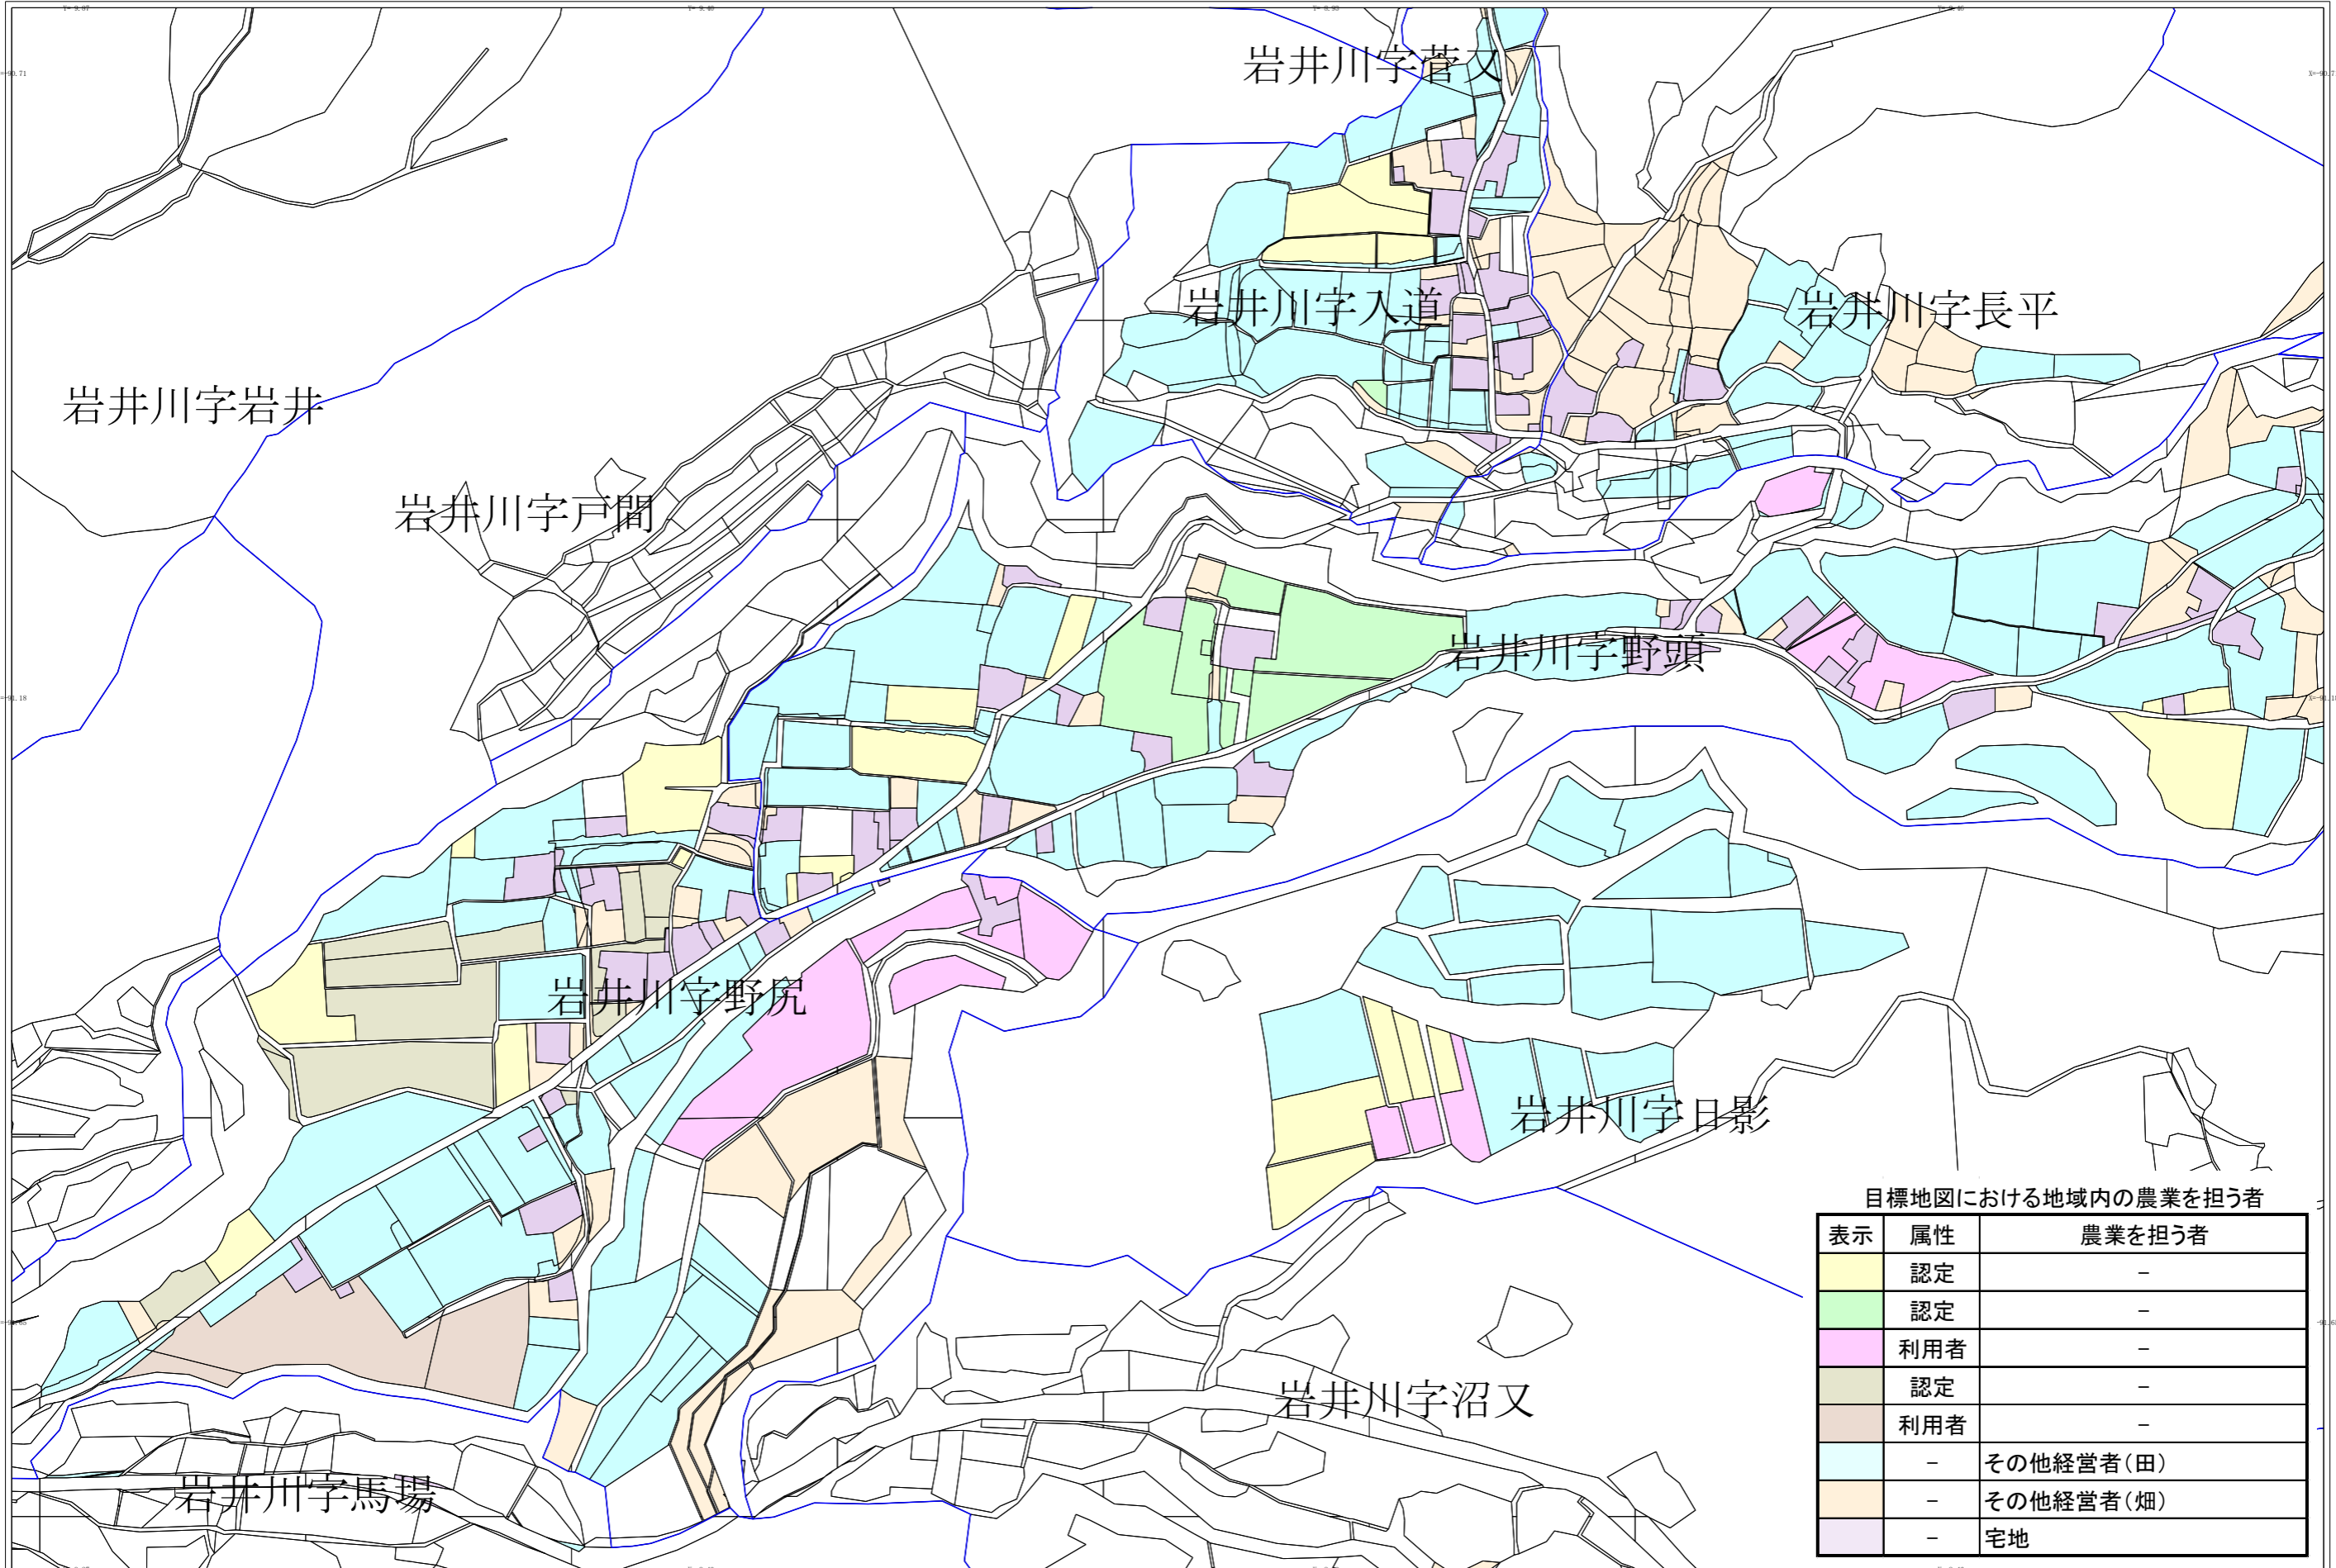 岩井川字菅又
岩井川字入道
岩井川字長平
岩井川字岩井
岩井川字戸間
岩井川字野頭
岩井川字野尻
岩井川字日影
岩井川字沼又
岩井川字馬場
目標地図における地域内の農業を担う者
表示 属性 農業を担う者
認定 －
認定 －
利用者 －
認定 －
利用者 －
－ その他経営者（田）
－ その他経営者（畑）
－ 宅地